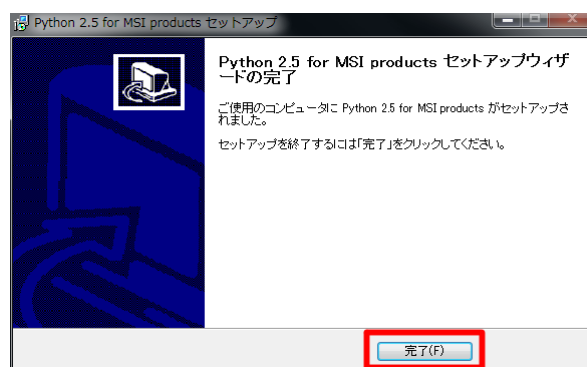 Python 2.5 for MSI products セットアップ
Python 2.5 for MSI products セットアップウィザ
ードの完了
ご使用のコンピュータに Python 2.5 for MSI products がセットアップさ
れました。
セットアップを終了するには「完了」をクリックしてください。
完了(F)